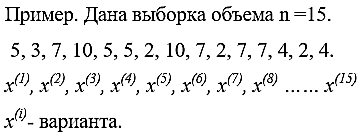 Пример. Дана выборка объема n =15.
5, 3, 7, 10, 5, 5, 2, 10, 7, 2, 7, 7, 4, 2, 4.
x⁽¹⁾, x⁽²⁾, x⁽³⁾, x⁽⁴⁾, x⁽⁵⁾, x⁽⁶⁾, x⁽⁷⁾, x⁽⁸⁾ …… x⁽¹⁵⁾
x⁽ⁱ⁾- варианта.